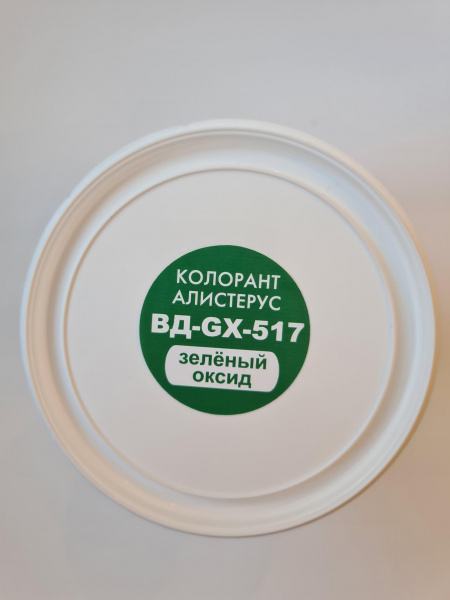 КОЛОРАНТ
АЛИСТЕРУС
ВД-GX-517
зелёный
оксид